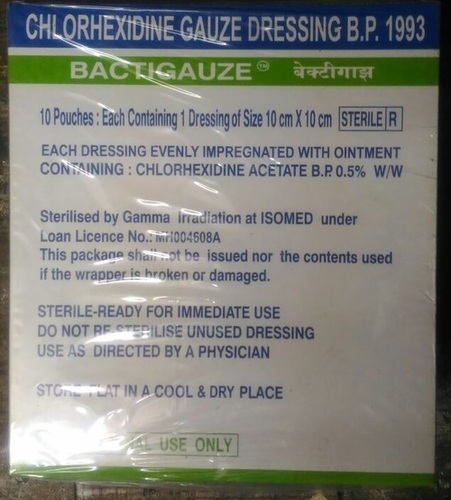 CHLORHEXIDINE GAUZE DRESSING B.P. 1993
BACTIGAUZE™ बेक्टीगाझ
10 Pouches : Each Containing 1 Dressing of Size 10 cm X 10 cm STERILE R
EACH DRESSING EVENLY IMPREGNATED WITH OINTMENT
CONTAINING : CHLORHEXIDINE ACETATE B.P. 0.5% W/W
Sterilised by Gamma Irradiation at ISOMED under
Loan Licence No.: MH004608A
This package shall not be issued nor the contents used
if the wrapper is broken or damaged.
STERILE-READY FOR IMMEDIATE USE
DO NOT RE-STERILISE UNUSED DRESSING
USE AS DIRECTED BY A PHYSICIAN
STORE FLAT IN A COOL & DRY PLACE
USE ONLY